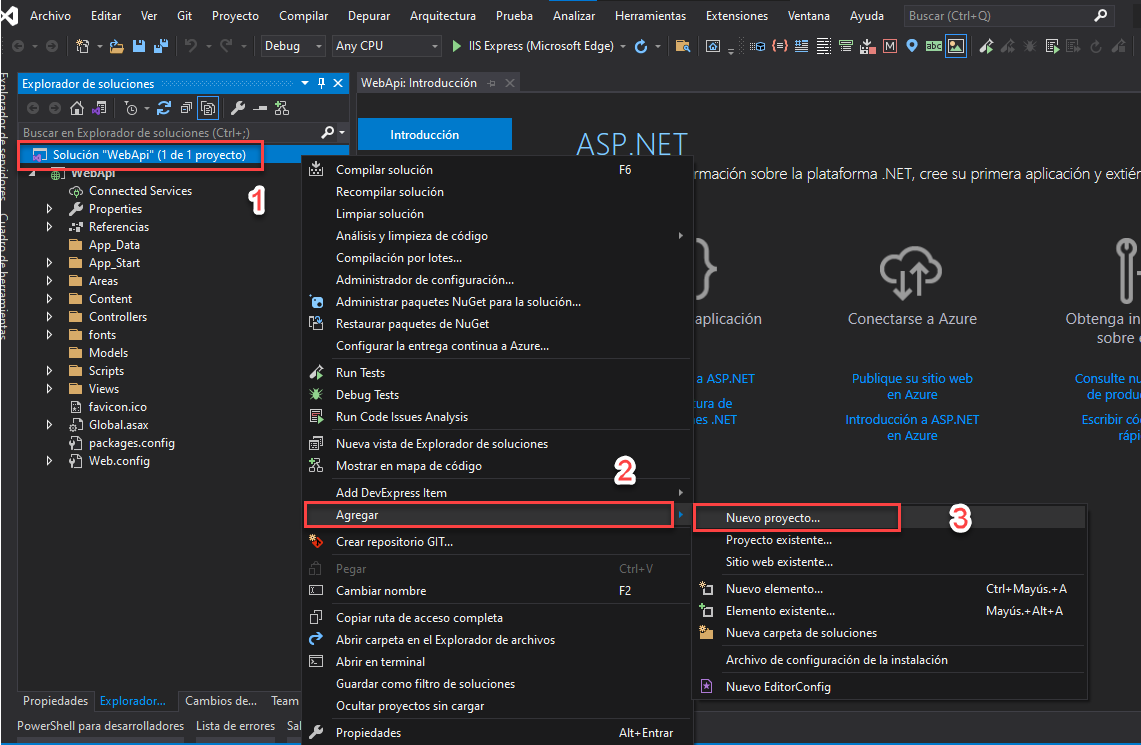 Archivo Editar Ver Git Proyecto Compilar Depurar Arquitectura Prueba Analizar Herramientas Extensiones Ventana Ayuda Buscar (Ctrl+Q)
Debug Any CPU IIS Express (Microsoft Edge)
Explorador de servidores
Cuadro de herramientas
Explorador de soluciones
Buscar en Explorador de soluciones (Ctrl+;)
Solución "WebApi" (1 de 1 proyecto)
1
WebApi
Connected Services
Properties
Referencias
App_Data
App_Start
Areas
Content
Controllers
fonts
Models
Scripts
Views
favicon.ico
Global.asax
packages.config
Web.config
Propiedades Explorador... Cambios de... Team
PowerShell para desarrolladores Lista de errores Sal
WebApi: Introducción
Introducción
ASP.NET
rmación sobre la plataforma .NET, cree su primera aplicación y extié
aplicación
a ASP.NET
tura de
es .NET
Conectarse a Azure
Publique su sitio web
en Azure
Introducción a ASP.NET
en Azure
Obtenga in
sobre
Consulte nu
de produ
Escribir có
rápi
Compilar solución F6
Recompilar solución
Limpiar solución
Análisis y limpieza de código
Compilación por lotes...
Administrador de configuración...
Administrar paquetes NuGet para la solución...
Restaurar paquetes de NuGet
Configurar la entrega continua a Azure...
Run Tests
Debug Tests
Run Code Issues Analysis
Nueva vista de Explorador de soluciones
Mostrar en mapa de código
2
Add DevExpress Item
Agregar
Crear repositorio GIT...
Pegar Ctrl+V
Cambiar nombre F2
Copiar ruta de acceso completa
Abrir carpeta en el Explorador de archivos
Abrir en terminal
Guardar como filtro de soluciones
Ocultar proyectos sin cargar
Propiedades Alt+Entrar
Nuevo proyecto...
3
Proyecto existente...
Sitio web existente...
Nuevo elemento... Ctrl+Mayús.+A
Elemento existente... Mayús.+Alt+A
Nueva carpeta de soluciones
Archivo de configuración de la instalación
Nuevo EditorConfig